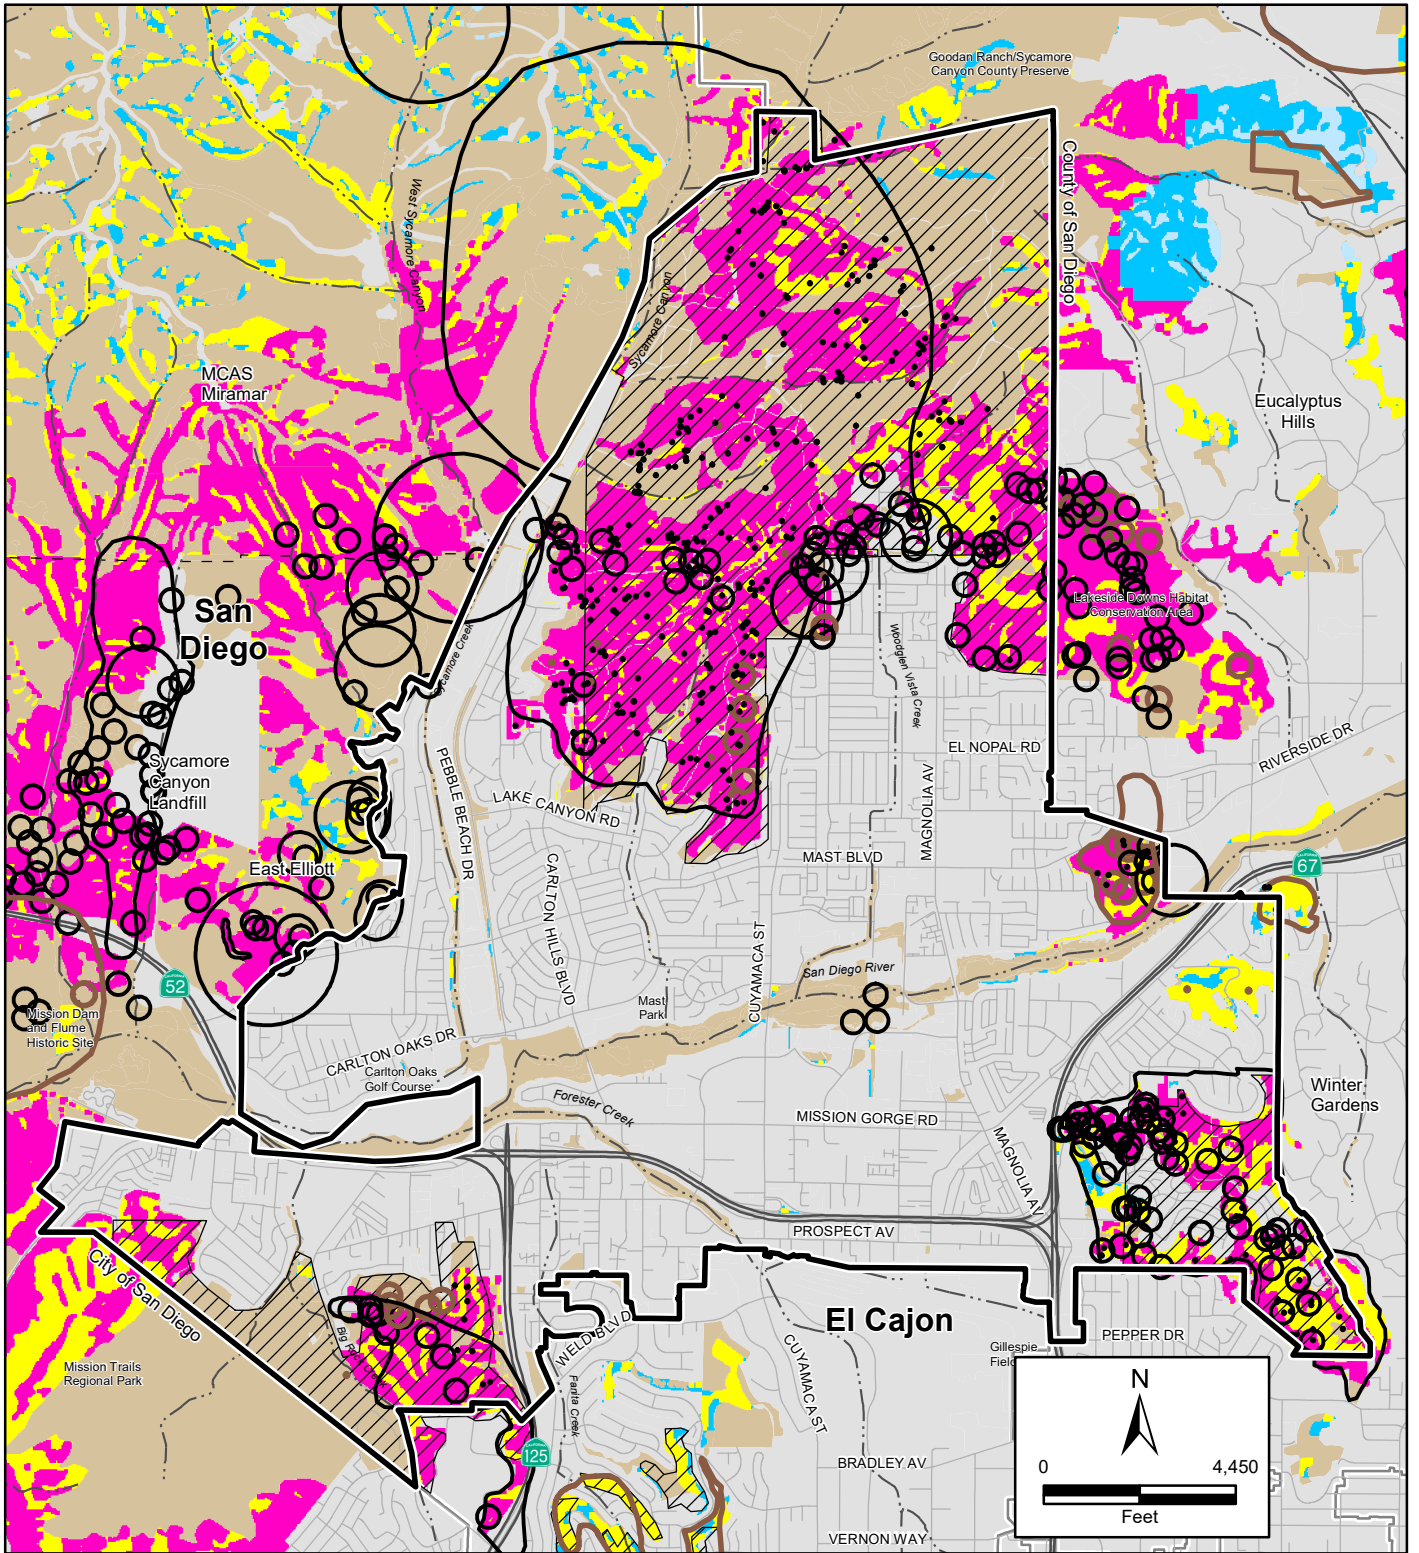 Goodan Ranch/Sycamore
Canyon County Preserve
County of San Diego
West Sycamore Canyon
Sycamore Canyon
MCAS
Miramar
Eucalyptus
Hills
San
Diego
Lakeside Downs Habitat
Conservation Area
Sycamore Creek
Woodglen Vista Creek
EL NOPAL RD
RIVERSIDE DR
Sycamore
Canyon
Landfill
PEBBLE BEACH DR
LAKE CANYON RD
MAGNOLIA AV
MAST BLVD
CALIFORNIA
67
East Elliott
CARLTON HILLS BLVD
CUYAMACA ST
San Diego River
CALIFORNIA
52
Mast
Park
Mission Dam
and Flume
Historic Site
CARLTON OAKS DR
Carlton Oaks
Golf Course
Forester Creek
MISSION GORGE RD
Winter
Gardens
MAGNOLIA AV
PROSPECT AV
City of San Diego
El Cajon
WELD BLVD
Big Rock Creek
CUYAMACA ST
PEPPER DR
Gillespie
Mission Trails
Regional Park
Fanita Creek
CALIFORNIA
125
BRADLEY AV
VERNON WAY
N
0
4,450
Feet